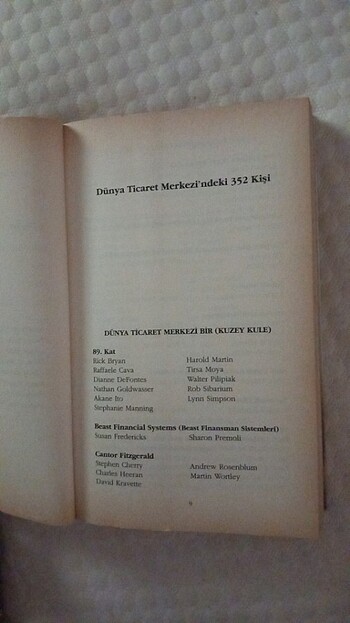 Dünya Ticaret Merkezi'ndeki 352 Kişi
DÜNYA TİCARET MERKEZİ BİR (KUZEY KULE)
89. Kat
Rick Bryan
Raffaele Cava
Dianne DeFontes
Nathan Goldwasser
Akane Ito
Stephanie Manning
Harold Martin
Tirsa Moya
Walter Pilipiak
Rob Sibarium
Lynn Simpson
Beast Financial Systems (Beast Finansman Sistemler()
Susan Fredericks
Sharon Premoli
Cantor Fitzgerald
Stephen Cherry
Charles Heeran
David Kravette
Andrew Rosenblum
Martin Wortley
9